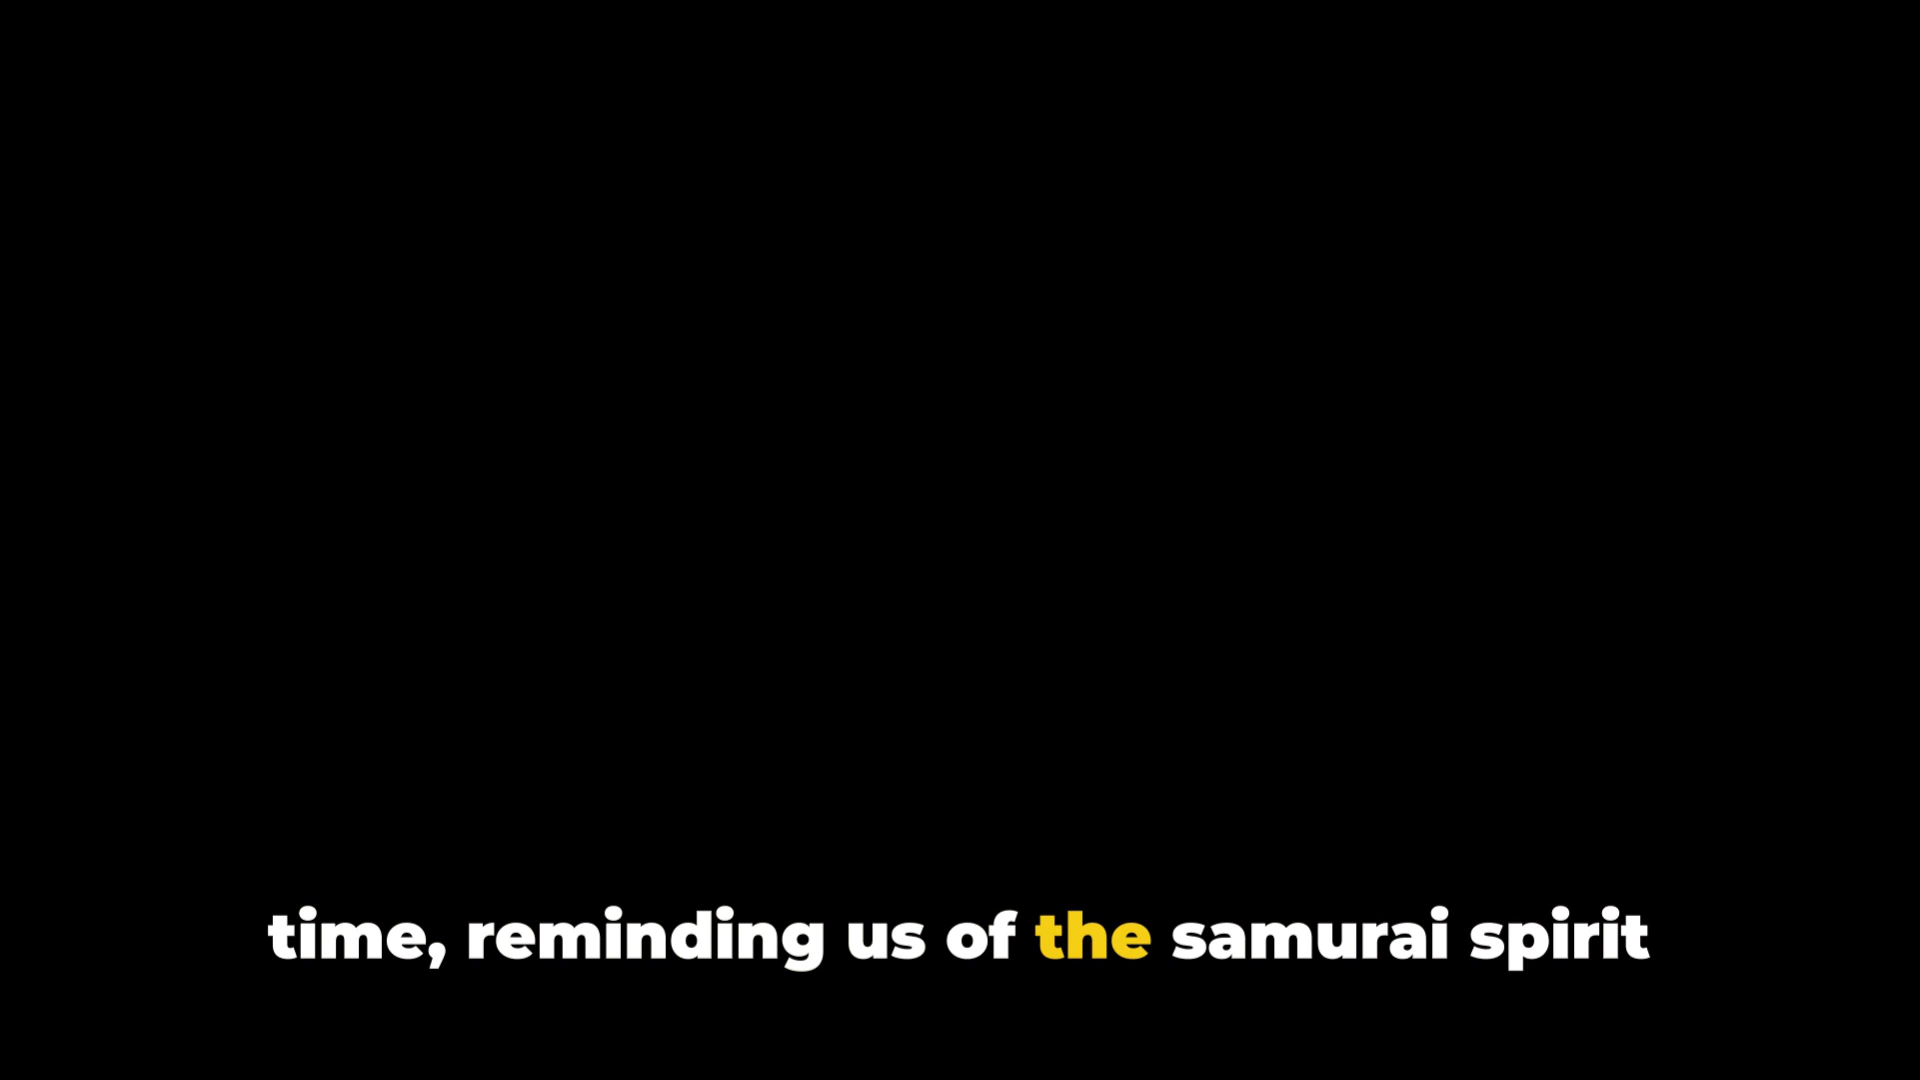 time, reminding us of the samurai spirit